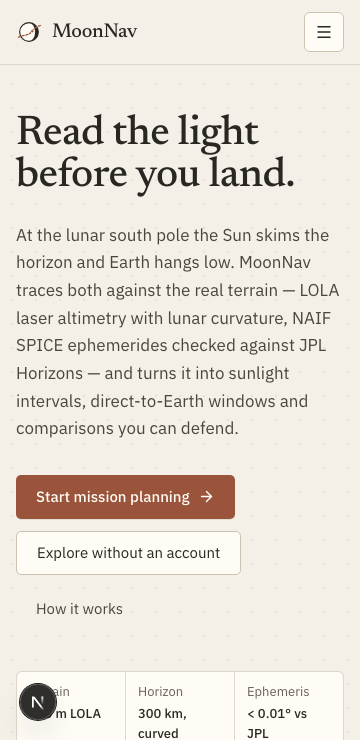 MoonNav
Read the light
before you land.
At the lunar south pole the Sun skims the
horizon and Earth hangs low. MoonNav
traces both against the real terrain — LOLA
laser altimetry with lunar curvature, NAIF
SPICE ephemerides checked against JPL
Horizons — and turns it into sunlight
intervals, direct-to-Earth windows and
comparisons you can defend.
Start mission planning →
Explore without an account
How it works
Horizon
300 km,
curved
Ephemeris
< 0.01° vs
JPL
m LOLA
N